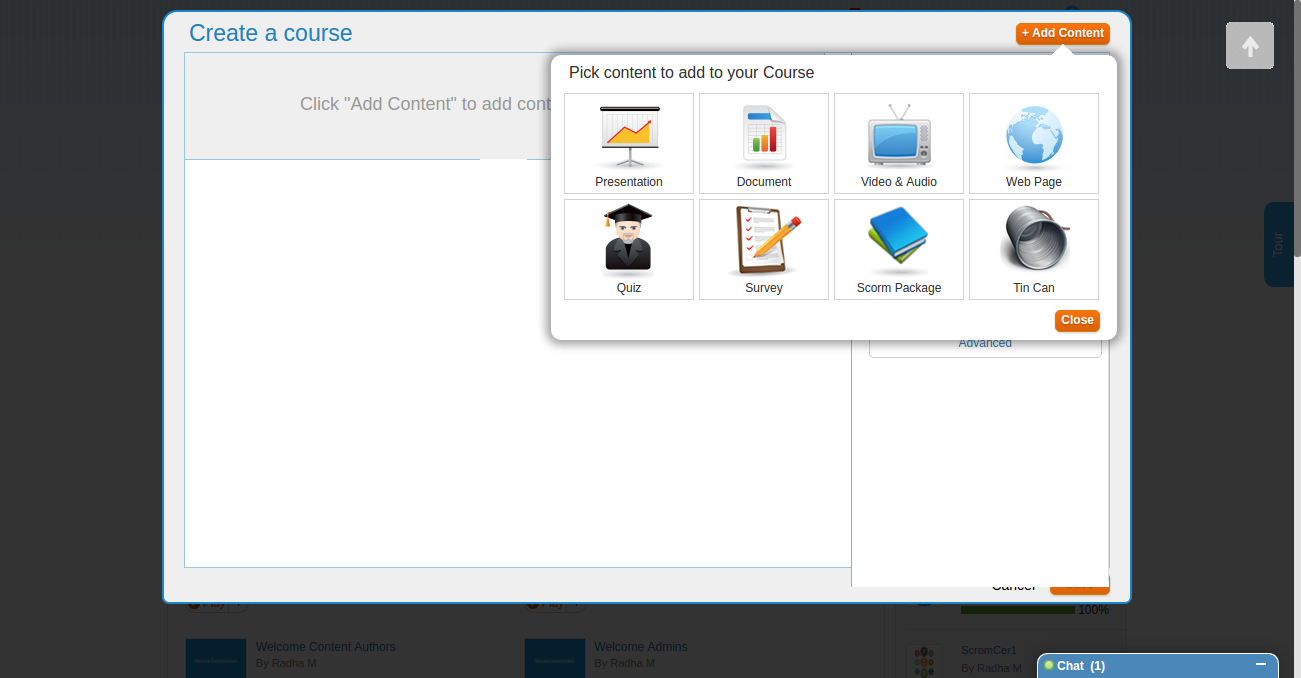 Create a course
+ Add Content
Pick content to add to your Course
Click "Add Content" to add cont
Presentation
Document
Video & Audio
Web Page
Quiz
Survey
Scorm Package
Tin Can
Close
Advanced
Tour
Cancel
Play
Play
100%
Welcome Content Authors
By Radha M
Welcome Admins
By Radha M
ScromCer1
By Radha M
Chat (1)